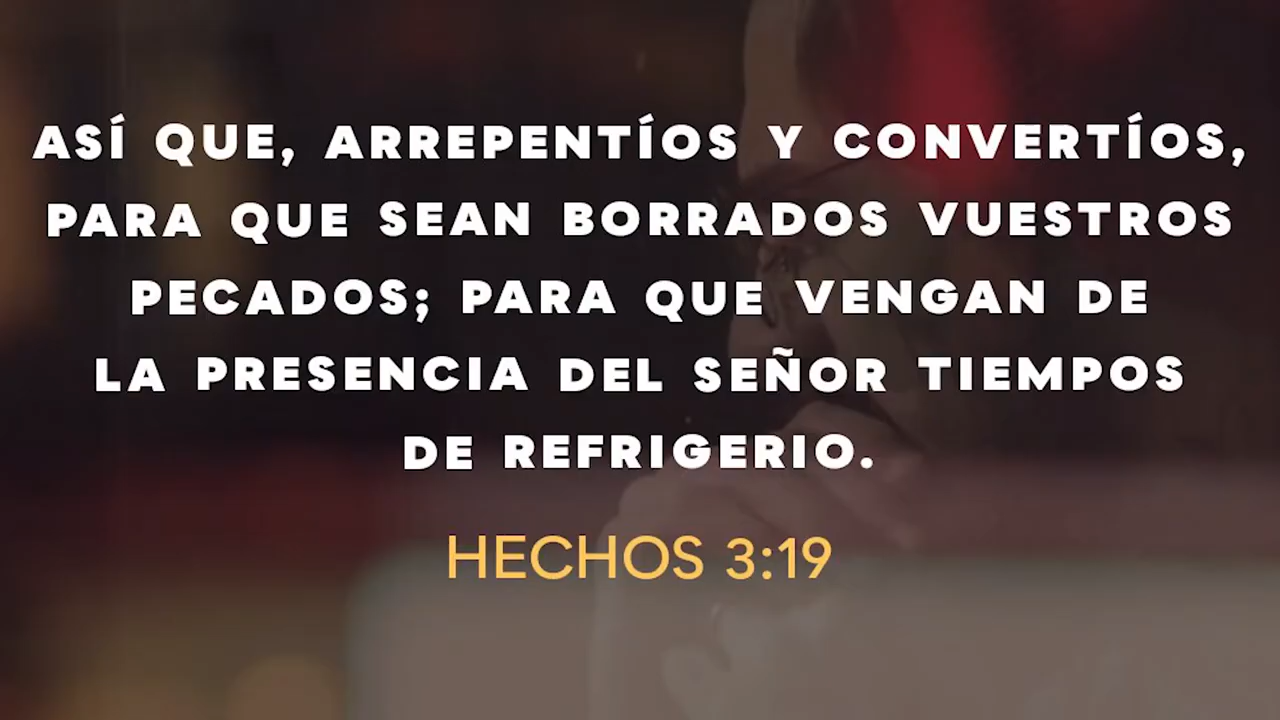 ASÍ QUE, ARREPENTÍOS Y CONVERTÍOS,
PARA QUE SEAN BORRADOS VUESTROS
PECADOS; PARA QUE VENGAN DE
LA PRESENCIA DEL SEÑOR TIEMPOS
DE REFRIGERIO.
HECHOS 3:19